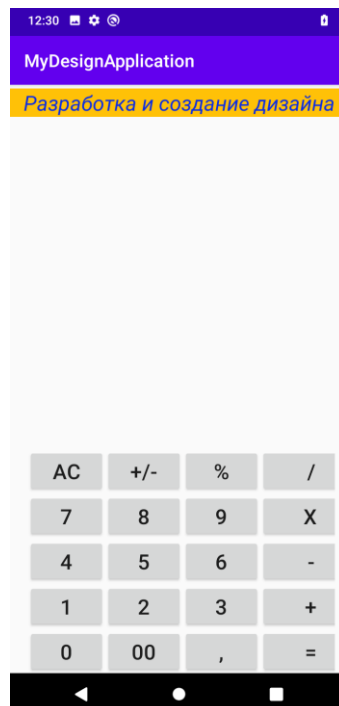 12:30
MyDesignApplication
Разработка и создание дизайна
AC +/- % /
7 8 9 X
4 5 6 -
1 2 3 +
0 00 , =